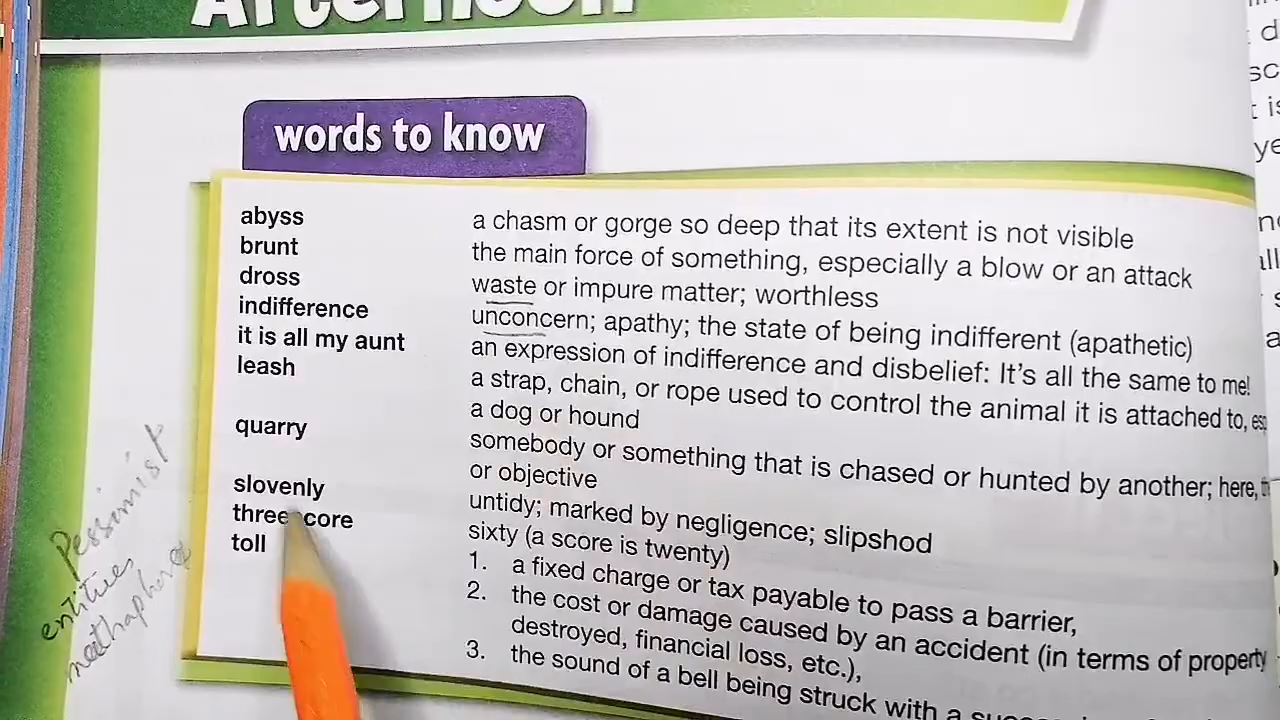 Afternoon
words to know
abyss a chasm or gorge so deep that its extent is not visible
brunt the main force of something, especially a blow or an attack
dross waste or impure matter; worthless
indifference unconcern; apathy; the state of being indifferent (apathetic)
it is all my aunt an expression of indifference and disbelief: It's all the same to me!
leash a strap, chain, or rope used to control the animal it is attached to, esp
a dog or hound
quarry somebody or something that is chased or hunted by another; here,
or objective
slovenly untidy; marked by negligence; slipshod
three score sixty (a score is twenty)
toll 1. a fixed charge or tax payable to pass a barrier,
2. the cost or damage caused by an accident (in terms of property
destroyed, financial loss, etc.),
3. the sound of a bell being struck with a
Pessimist
entities
meathaphors